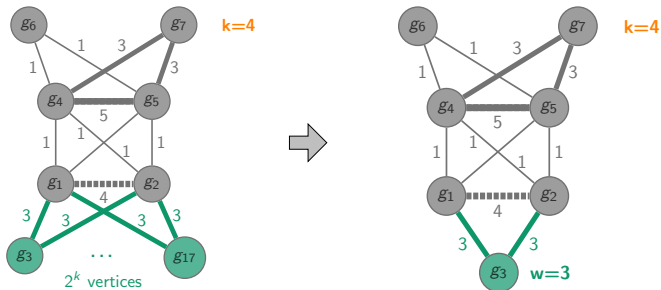 g6 g7 k=4
1 3
1 3
g4 g5
5
1 1 1 1
g1 g2
4
3 3 3 3
g3 ... g17
2^k vertices
g6 g7 k=4
1 3
1 3
g4 g5
5
1 1 1 1
g1 g2
4
3 3
g3 w=3